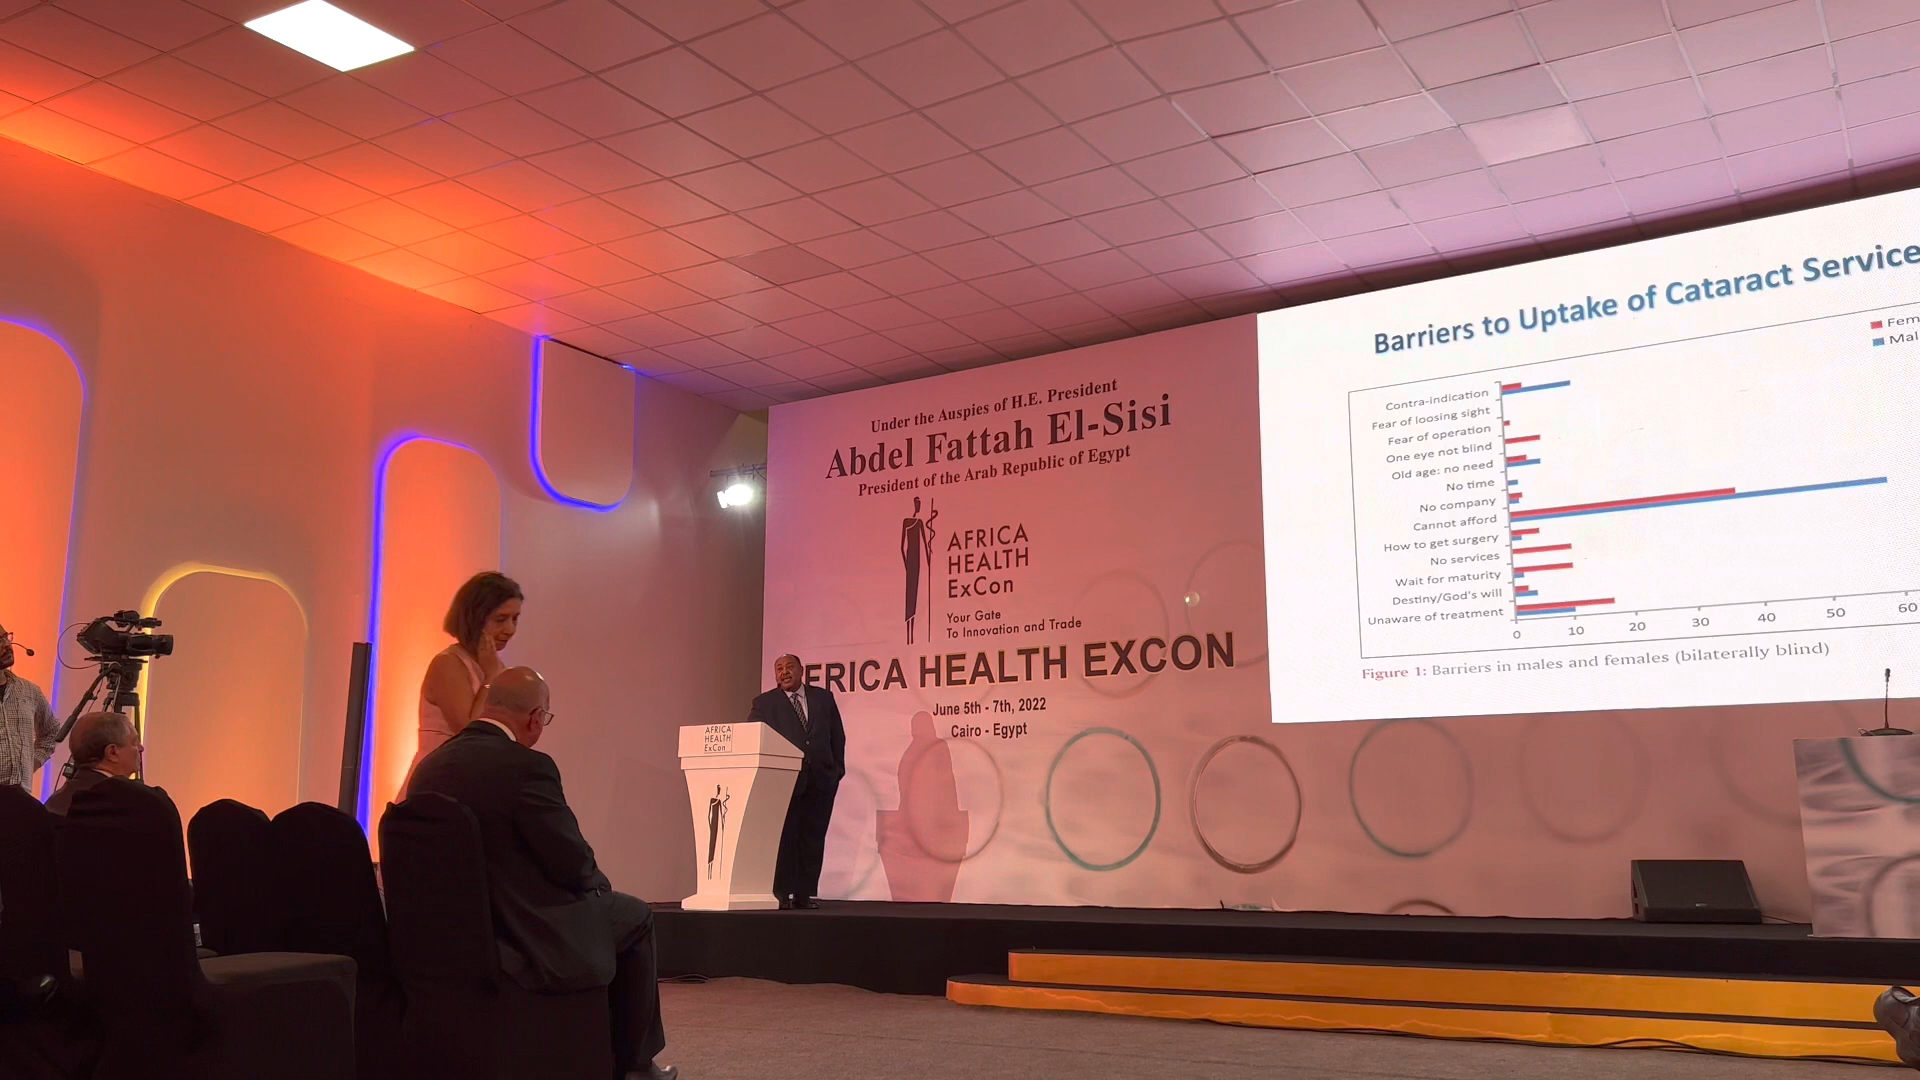 Under the Auspies of H.E. President
Abdel Fattah El-Sisi
President of the Arab Republic of Egypt
AFRICA
HEALTH
ExCon
Your Gate
To Innovation and Trade
FRICA HEALTH EXCON
June 5th - 7th, 2022
Cairo - Egypt
AFRICA
HEALTH
ExCon
Barriers to Uptake of Cataract Service
Fem
Mal
Contra-indication
Fear of loosing sight
Fear of operation
One eye not blind
Old age: no need
No time
No company
Cannot afford
How to get surgery
No services
Wait for maturity
Destiny/God's will
Unaware of treatment
0 10 20 30 40 50 60
Figure 1: Barriers in males and females (bilaterally blind)